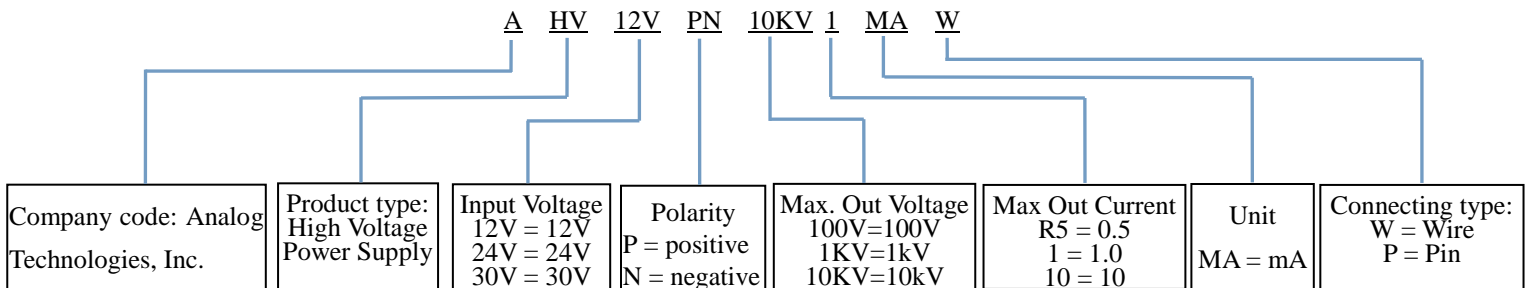 A HV 12V PN 10KV 1 MA W
Company code: Analog
Technologies, Inc.
Product type:
High Voltage
Power Supply
Input Voltage
12V = 12V
24V = 24V
30V = 30V
Polarity
P = positive
N = negative
Max. Out Voltage
100V=100V
1KV=1kV
10KV=10kV
Max Out Current
R5 = 0.5
1 = 1.0
10 = 10
Unit
MA = mA
Connecting type:
W = Wire
P = Pin